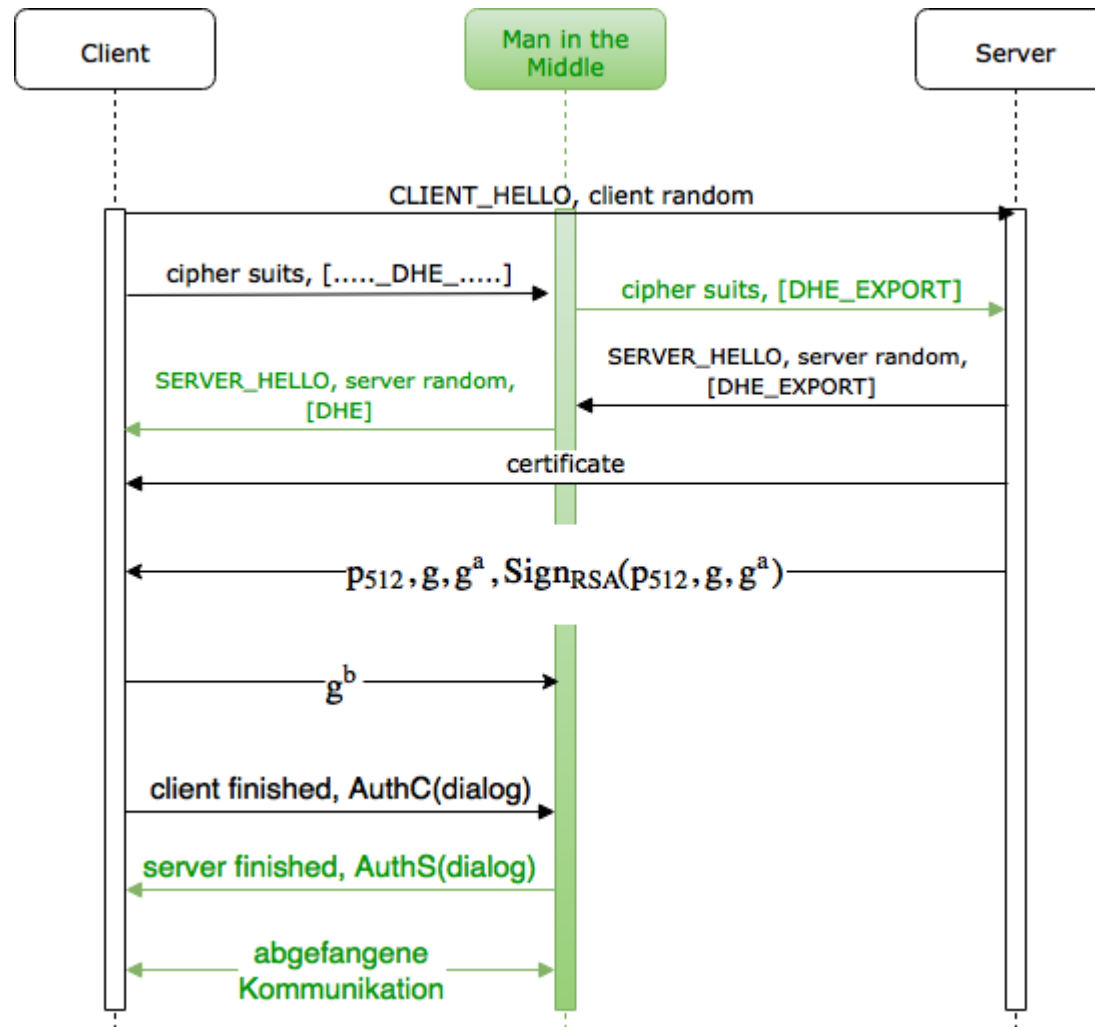 Client
Man in the
Middle
Server
CLIENT_HELLO, client random
cipher suits, [....._DHE_.....]
cipher suits, [DHE_EXPORT]
SERVER_HELLO, server random,
[DHE_EXPORT]
SERVER_HELLO, server random,
[DHE]
certificate
p₅₁₂, g, gᵃ, Sign_RSA(p₅₁₂, g, gᵃ)
gᵇ
client finished, AuthC(dialog)
server finished, AuthS(dialog)
abgefangene
Kommunikation